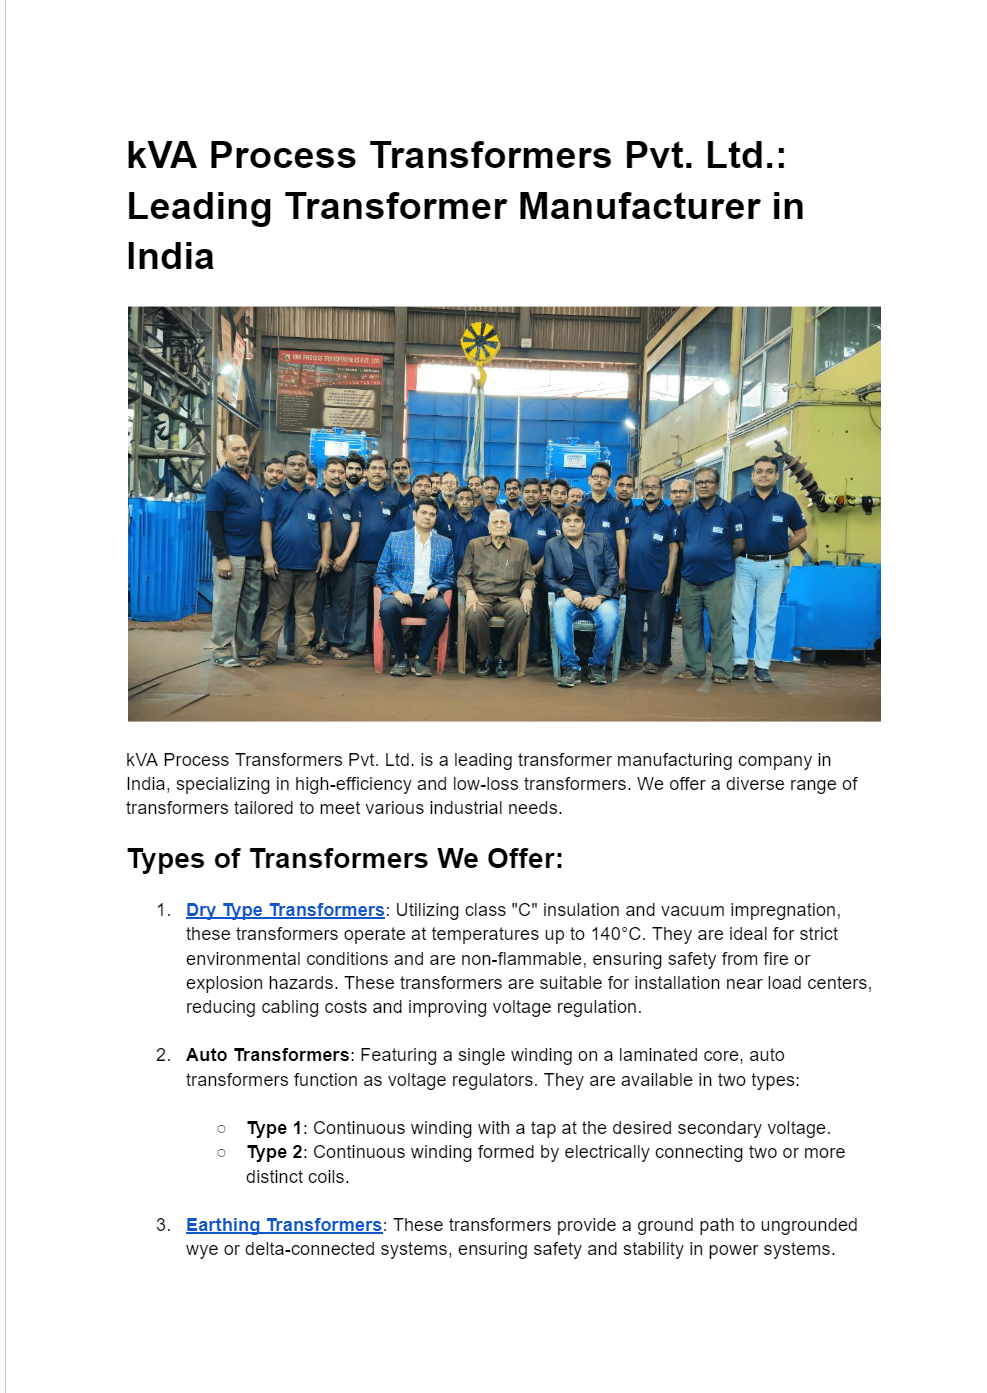 kVA Process Transformers Pvt. Ltd.:
Leading Transformer Manufacturer in
India
KVA PROCESS TRANSFORMERS PVT. LTD.
kVA Process Transformers Pvt. Ltd. is a leading transformer manufacturing company in
India, specializing in high-efficiency and low-loss transformers. We offer a diverse range of
transformers tailored to meet various industrial needs.
Types of Transformers We Offer:
1. Dry Type Transformers: Utilizing class "C" insulation and vacuum impregnation,
these transformers operate at temperatures up to 140°C. They are ideal for strict
environmental conditions and are non-flammable, ensuring safety from fire or
explosion hazards. These transformers are suitable for installation near load centers,
reducing cabling costs and improving voltage regulation.
2. Auto Transformers: Featuring a single winding on a laminated core, auto
transformers function as voltage regulators. They are available in two types:
○ Type 1: Continuous winding with a tap at the desired secondary voltage.
○ Type 2: Continuous winding formed by electrically connecting two or more
distinct coils.
3. Earthing Transformers: These transformers provide a ground path to ungrounded
wye or delta-connected systems, ensuring safety and stability in power systems.